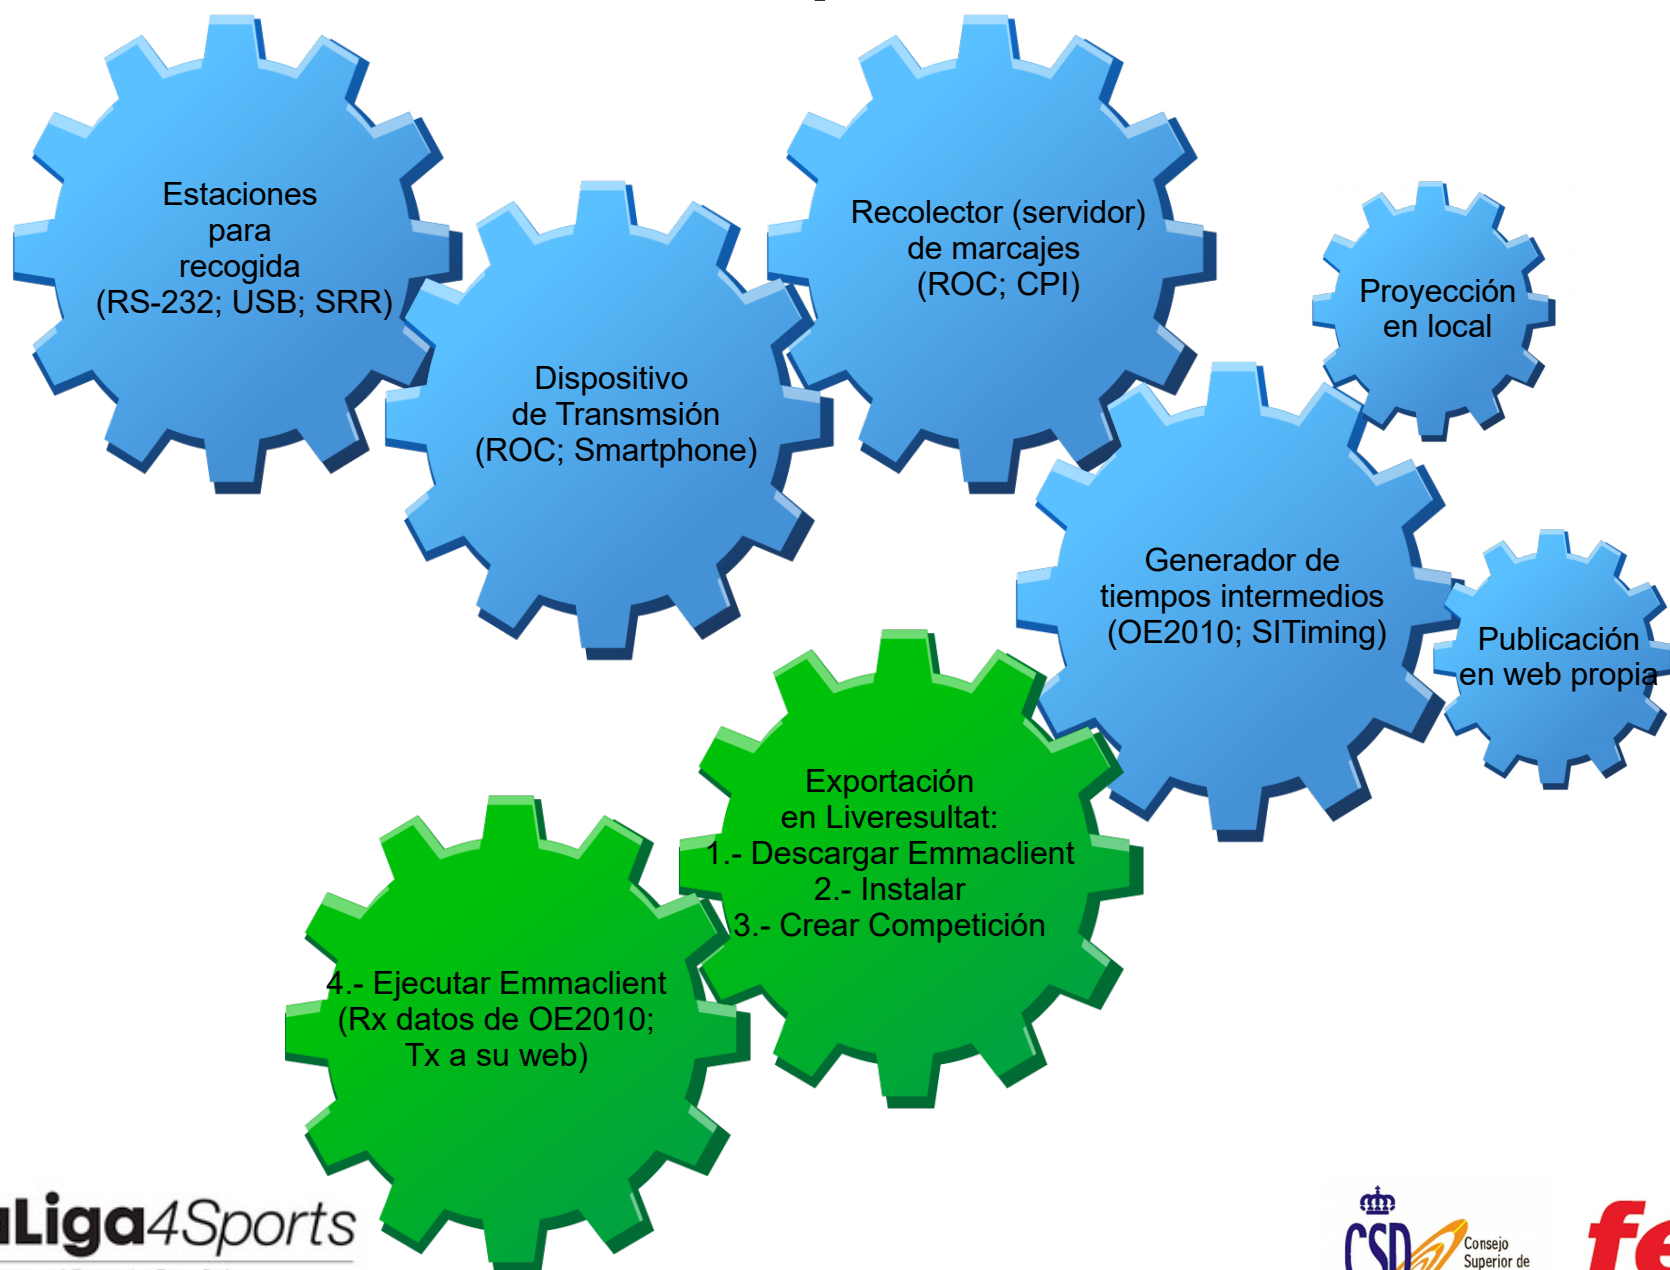 Estaciones
para
recogida
(RS-232; USB; SRR)
Dispositivo
de Transmsión
(ROC; Smartphone)
Recolector (servidor)
de marcajes
(ROC; CPI)
Proyección
en local
Generador de
tiempos intermedios
(OE2010; SITiming)
Publicación
en web propia
Exportación
en Liveresultat:
1.- Descargar Emmaclient
2.- Instalar
3.- Crear Competición
4.- Ejecutar Emmaclient
(Rx datos de OE2010;
Tx a su web)
aLiga4Sports
CSD
Consejo
Superior de
fe